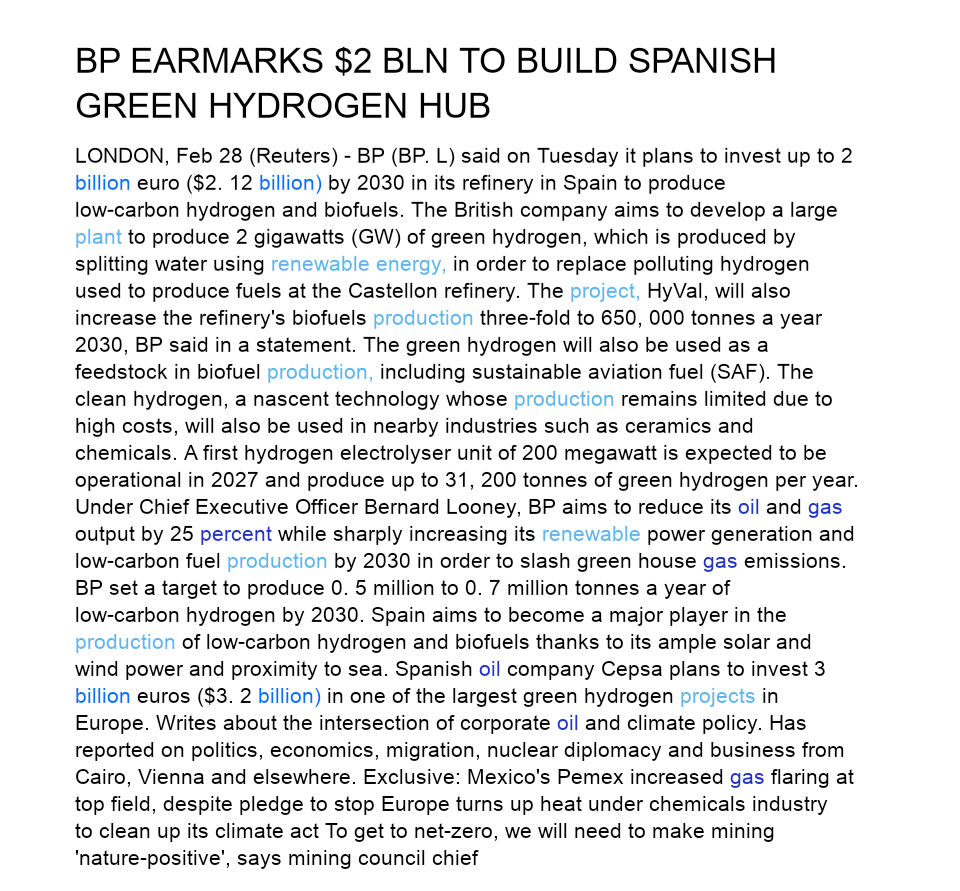 BP EARMARKS $2 BLN TO BUILD SPANISH
GREEN HYDROGEN HUB
LONDON, Feb 28 (Reuters) - BP (BP. L) said on Tuesday it plans to invest up to 2
billion euro ($2. 12 billion) by 2030 in its refinery in Spain to produce
low-carbon hydrogen and biofuels. The British company aims to develop a large
plant to produce 2 gigawatts (GW) of green hydrogen, which is produced by
splitting water using renewable energy, in order to replace polluting hydrogen
used to produce fuels at the Castellon refinery. The project, HyVal, will also
increase the refinery's biofuels production three-fold to 650, 000 tonnes a year
2030, BP said in a statement. The green hydrogen will also be used as a
feedstock in biofuel production, including sustainable aviation fuel (SAF). The
clean hydrogen, a nascent technology whose production remains limited due to
high costs, will also be used in nearby industries such as ceramics and
chemicals. A first hydrogen electrolyser unit of 200 megawatt is expected to be
operational in 2027 and produce up to 31, 200 tonnes of green hydrogen per year.
Under Chief Executive Officer Bernard Looney, BP aims to reduce its oil and gas
output by 25 percent while sharply increasing its renewable power generation and
low-carbon fuel production by 2030 in order to slash green house gas emissions.
BP set a target to produce 0. 5 million to 0. 7 million tonnes a year of
low-carbon hydrogen by 2030. Spain aims to become a major player in the
production of low-carbon hydrogen and biofuels thanks to its ample solar and
wind power and proximity to sea. Spanish oil company Cepsa plans to invest 3
billion euros ($3. 2 billion) in one of the largest green hydrogen projects in
Europe. Writes about the intersection of corporate oil and climate policy. Has
reported on politics, economics, migration, nuclear diplomacy and business from
Cairo, Vienna and elsewhere. Exclusive: Mexico's Pemex increased gas flaring at
top field, despite pledge to stop Europe turns up heat under chemicals industry
to clean up its climate act To get to net-zero, we will need to make mining
'nature-positive', says mining council chief